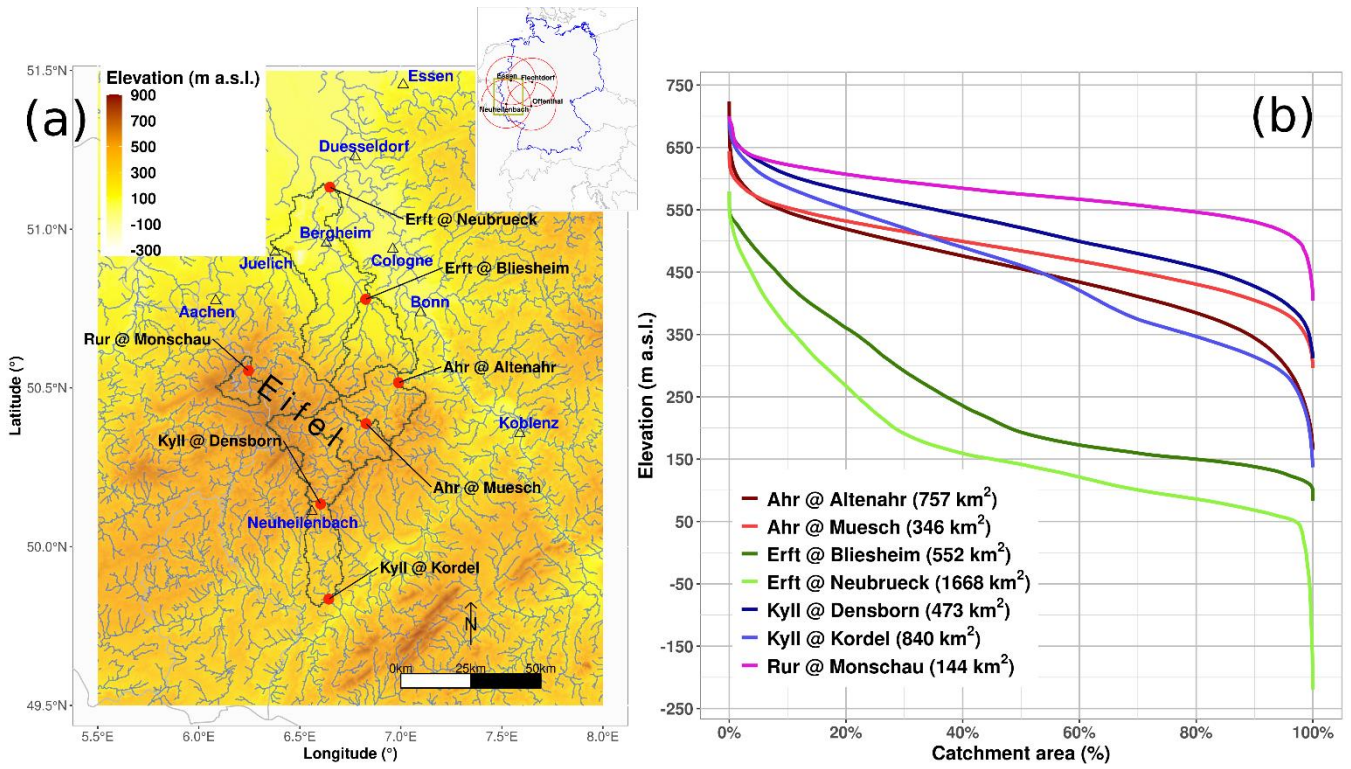 (a)
Elevation (m a.s.l.)
900
700
500
300
100
-100
-300
51.5°N
51.0°N
50.5°N
50.0°N
49.5°N
Latitude (°)
5.5°E
6.0°E
6.5°E
7.0°E
7.5°E
8.0°E
Longitude (°)
Essen
Duesseldorf
Erft @ Neubrueck
Bergheim
Juelich
Cologne
Erft @ Bliesheim
Bonn
Aachen
Rur @ Monschau
Ahr @ Altenahr
Eifel
Koblenz
Kyll @ Densborn
Ahr @ Muesch
Neuheilenbach
Kyll @ Kordel
N
0km
25km
50km
Essen
Flechtdorf
Neuheilenbach
Offenthal
(b)
750
650
550
450
350
250
150
50
-50
-150
-250
Elevation (m a.s.l.)
Ahr @ Altenahr (757 km²)
Ahr @ Muesch (346 km²)
Erft @ Bliesheim (552 km²)
Erft @ Neubrueck (1668 km²)
Kyll @ Densborn (473 km²)
Kyll @ Kordel (840 km²)
Rur @ Monschau (144 km²)
0%
20%
40%
60%
80%
100%
Catchment area (%)